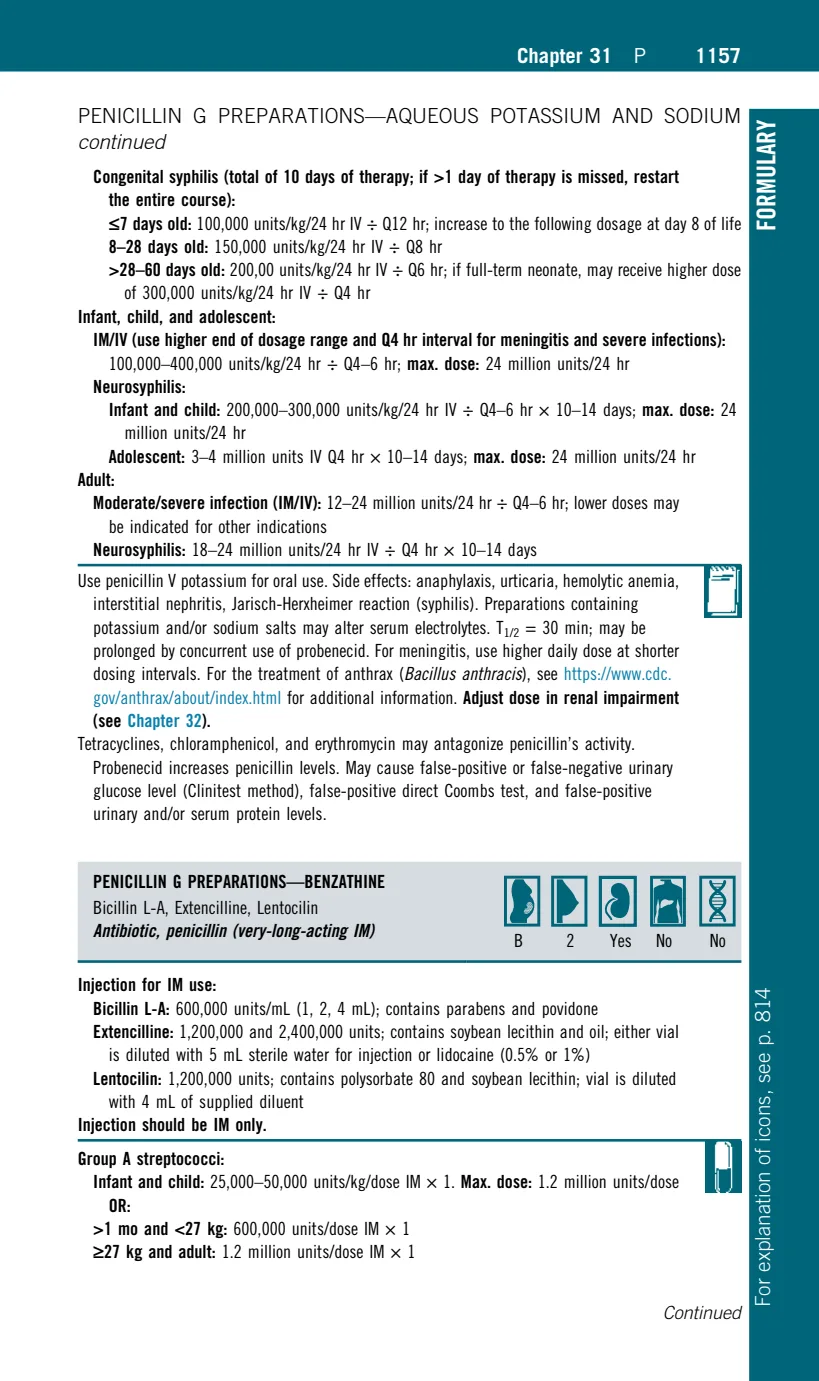 Chapter 31 P 1157
PENICILLIN G PREPARATIONS—AQUEOUS POTASSIUM AND SODIUM
continued
Congenital syphilis (total of 10 days of therapy; if >1 day of therapy is missed, restart
the entire course):
≤7 days old: 100,000 units/kg/24 hr IV ÷ Q12 hr; increase to the following dosage at day 8 of life
8–28 days old: 150,000 units/kg/24 hr IV ÷ Q8 hr
>28–60 days old: 200,00 units/kg/24 hr IV ÷ Q6 hr; if full-term neonate, may receive higher dose
of 300,000 units/kg/24 hr IV ÷ Q4 hr
Infant, child, and adolescent:
IM/IV (use higher end of dosage range and Q4 hr interval for meningitis and severe infections):
100,000–400,000 units/kg/24 hr ÷ Q4–6 hr; max. dose: 24 million units/24 hr
Neurosyphilis:
Infant and child: 200,000–300,000 units/kg/24 hr IV ÷ Q4–6 hr × 10–14 days; max. dose: 24
million units/24 hr
Adolescent: 3–4 million units IV Q4 hr × 10–14 days; max. dose: 24 million units/24 hr
Adult:
Moderate/severe infection (IM/IV): 12–24 million units/24 hr ÷ Q4–6 hr; lower doses may
be indicated for other indications
Neurosyphilis: 18–24 million units/24 hr IV ÷ Q4 hr × 10–14 days
Use penicillin V potassium for oral use. Side effects: anaphylaxis, urticaria, hemolytic anemia,
interstitial nephritis, Jarisch-Herxheimer reaction (syphilis). Preparations containing
potassium and/or sodium salts may alter serum electrolytes. T1/2 = 30 min; may be
prolonged by concurrent use of probenecid. For meningitis, use higher daily dose at shorter
dosing intervals. For the treatment of anthrax (Bacillus anthracis), see https://www.cdc.
gov/anthrax/about/index.html for additional information. Adjust dose in renal impairment
(see Chapter 32).
Tetracyclines, chloramphenicol, and erythromycin may antagonize penicillin's activity.
Probenecid increases penicillin levels. May cause false-positive or false-negative urinary
glucose level (Clinitest method), false-positive direct Coombs test, and false-positive
urinary and/or serum protein levels.
PENICILLIN G PREPARATIONS—BENZATHINE
Bicillin L-A, Extencilline, Lentocilin
Antibiotic, penicillin (very-long-acting IM)
B 2 Yes No No
Injection for IM use:
Bicillin L-A: 600,000 units/mL (1, 2, 4 mL); contains parabens and povidone
Extencilline: 1,200,000 and 2,400,000 units; contains soybean lecithin and oil; either vial
is diluted with 5 mL sterile water for injection or lidocaine (0.5% or 1%)
Lentocilin: 1,200,000 units; contains polysorbate 80 and soybean lecithin; vial is diluted
with 4 mL of supplied diluent
Injection should be IM only.
Group A streptococci:
Infant and child: 25,000–50,000 units/kg/dose IM × 1. Max. dose: 1.2 million units/dose
OR:
>1 mo and <27 kg: 600,000 units/dose IM × 1
≥27 kg and adult: 1.2 million units/dose IM × 1
Continued
FORMULARY
For explanation of icons, see p. 814